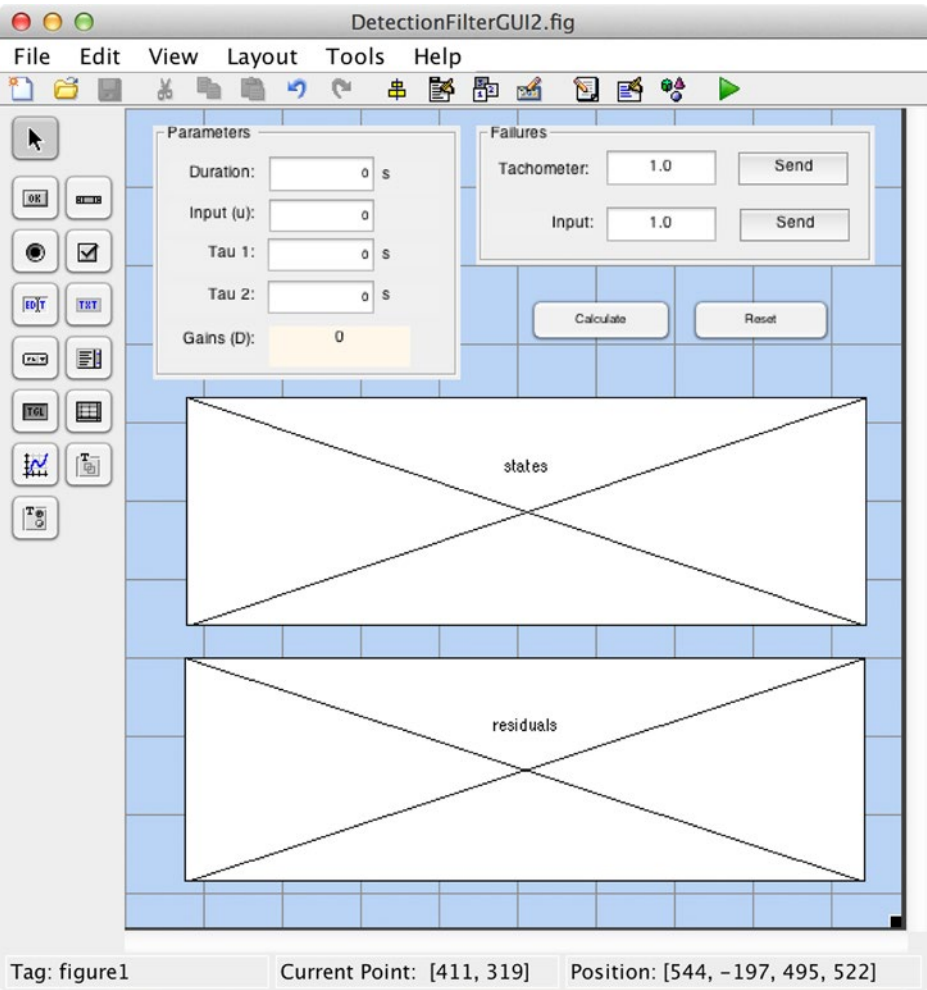 DetectionFilterGUI2.fig
File Edit View Layout Tools Help
Parameters
Duration: 0 s
Input (u): 0
Tau 1: 0 s
Tau 2: 0 s
Gains (D): 0
Failures
Tachometer: 1.0 Send
Input: 1.0 Send
Calculate Reset
OK
EDIT TXT
TGL
states
residuals
Tag: figure1 Current Point: [411, 319] Position: [544, -197, 495, 522]